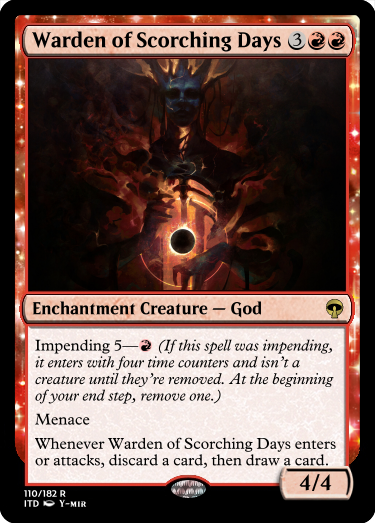 Warden of Scorching Days 3
Enchantment Creature — God
Impending 5— (If this spell was impending,
it enters with four time counters and isn't a
creature until they're removed. At the beginning
of your end step, remove one.)
Menace
Whenever Warden of Scorching Days enters
or attacks, discard a card, then draw a card.
4/4
110/182 R
ITD Y-MIR